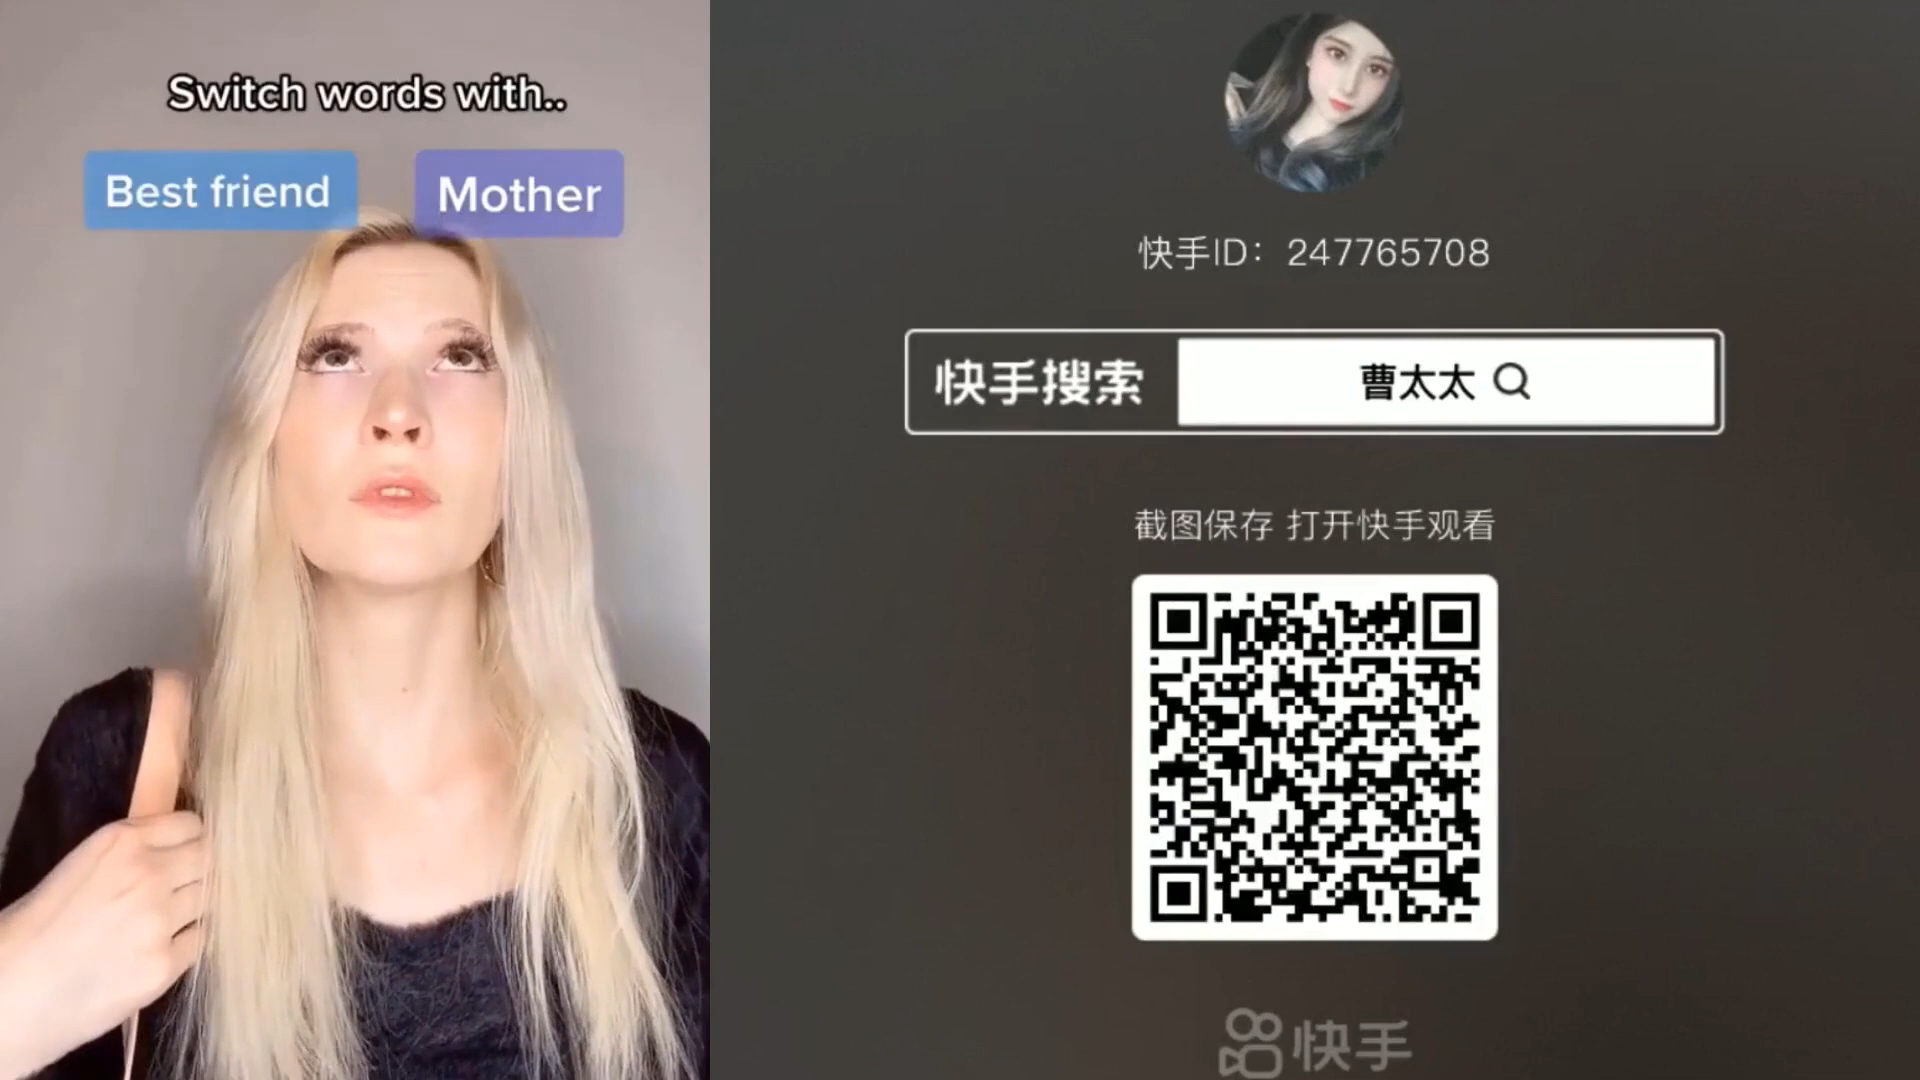 Switch words with..
Best friend
Mother
快手ID：247765708
快手搜索
曹太太
截图保存 打开快手观看
快手